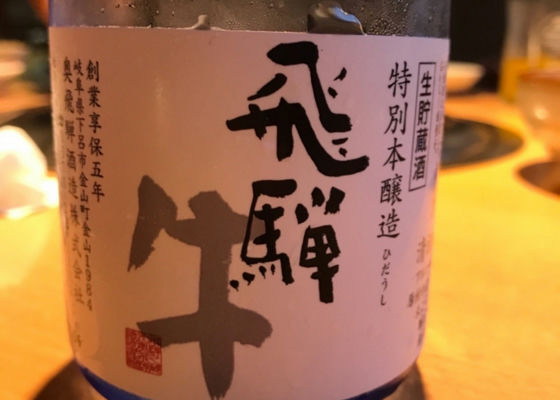 生貯蔵酒
特別本醸造
ひだうし
飛騨
牛
創業享保五年
岐阜県下呂市金山町金山1984
奥飛騨酒造株式会社